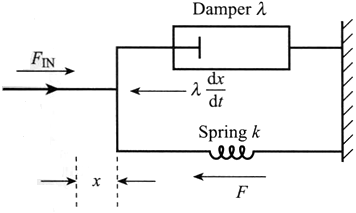 Damper λ
F_IN
λ dx/dt
Spring k
x
F